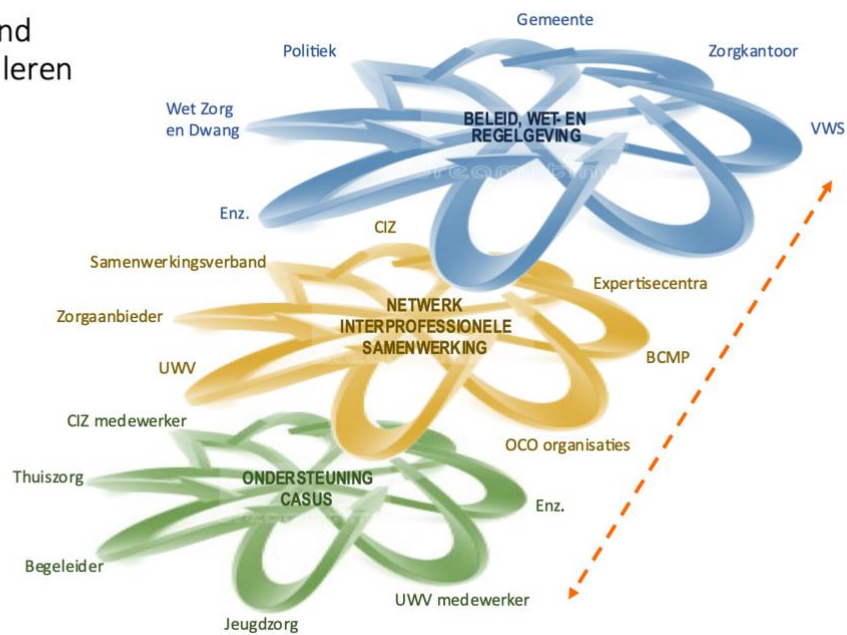 nd
leren
Gemeente
Politiek
Zorgkantoor
Wet Zorg
en Dwang
BELEID, WET- EN
REGELGEVING
VWS
Enz.
CIZ
Samenwerkingsverband
Expertisecentra
Zorgaanbieder
NETWERK
INTERPROFESSIONELE
SAMENWERKING
UWV
BCMP
CIZ medewerker
OCO organisaties
Thuiszorg
ONDERSTEUNING
CASUS
Enz.
Begeleider
UWV medewerker
Jeugdzorg